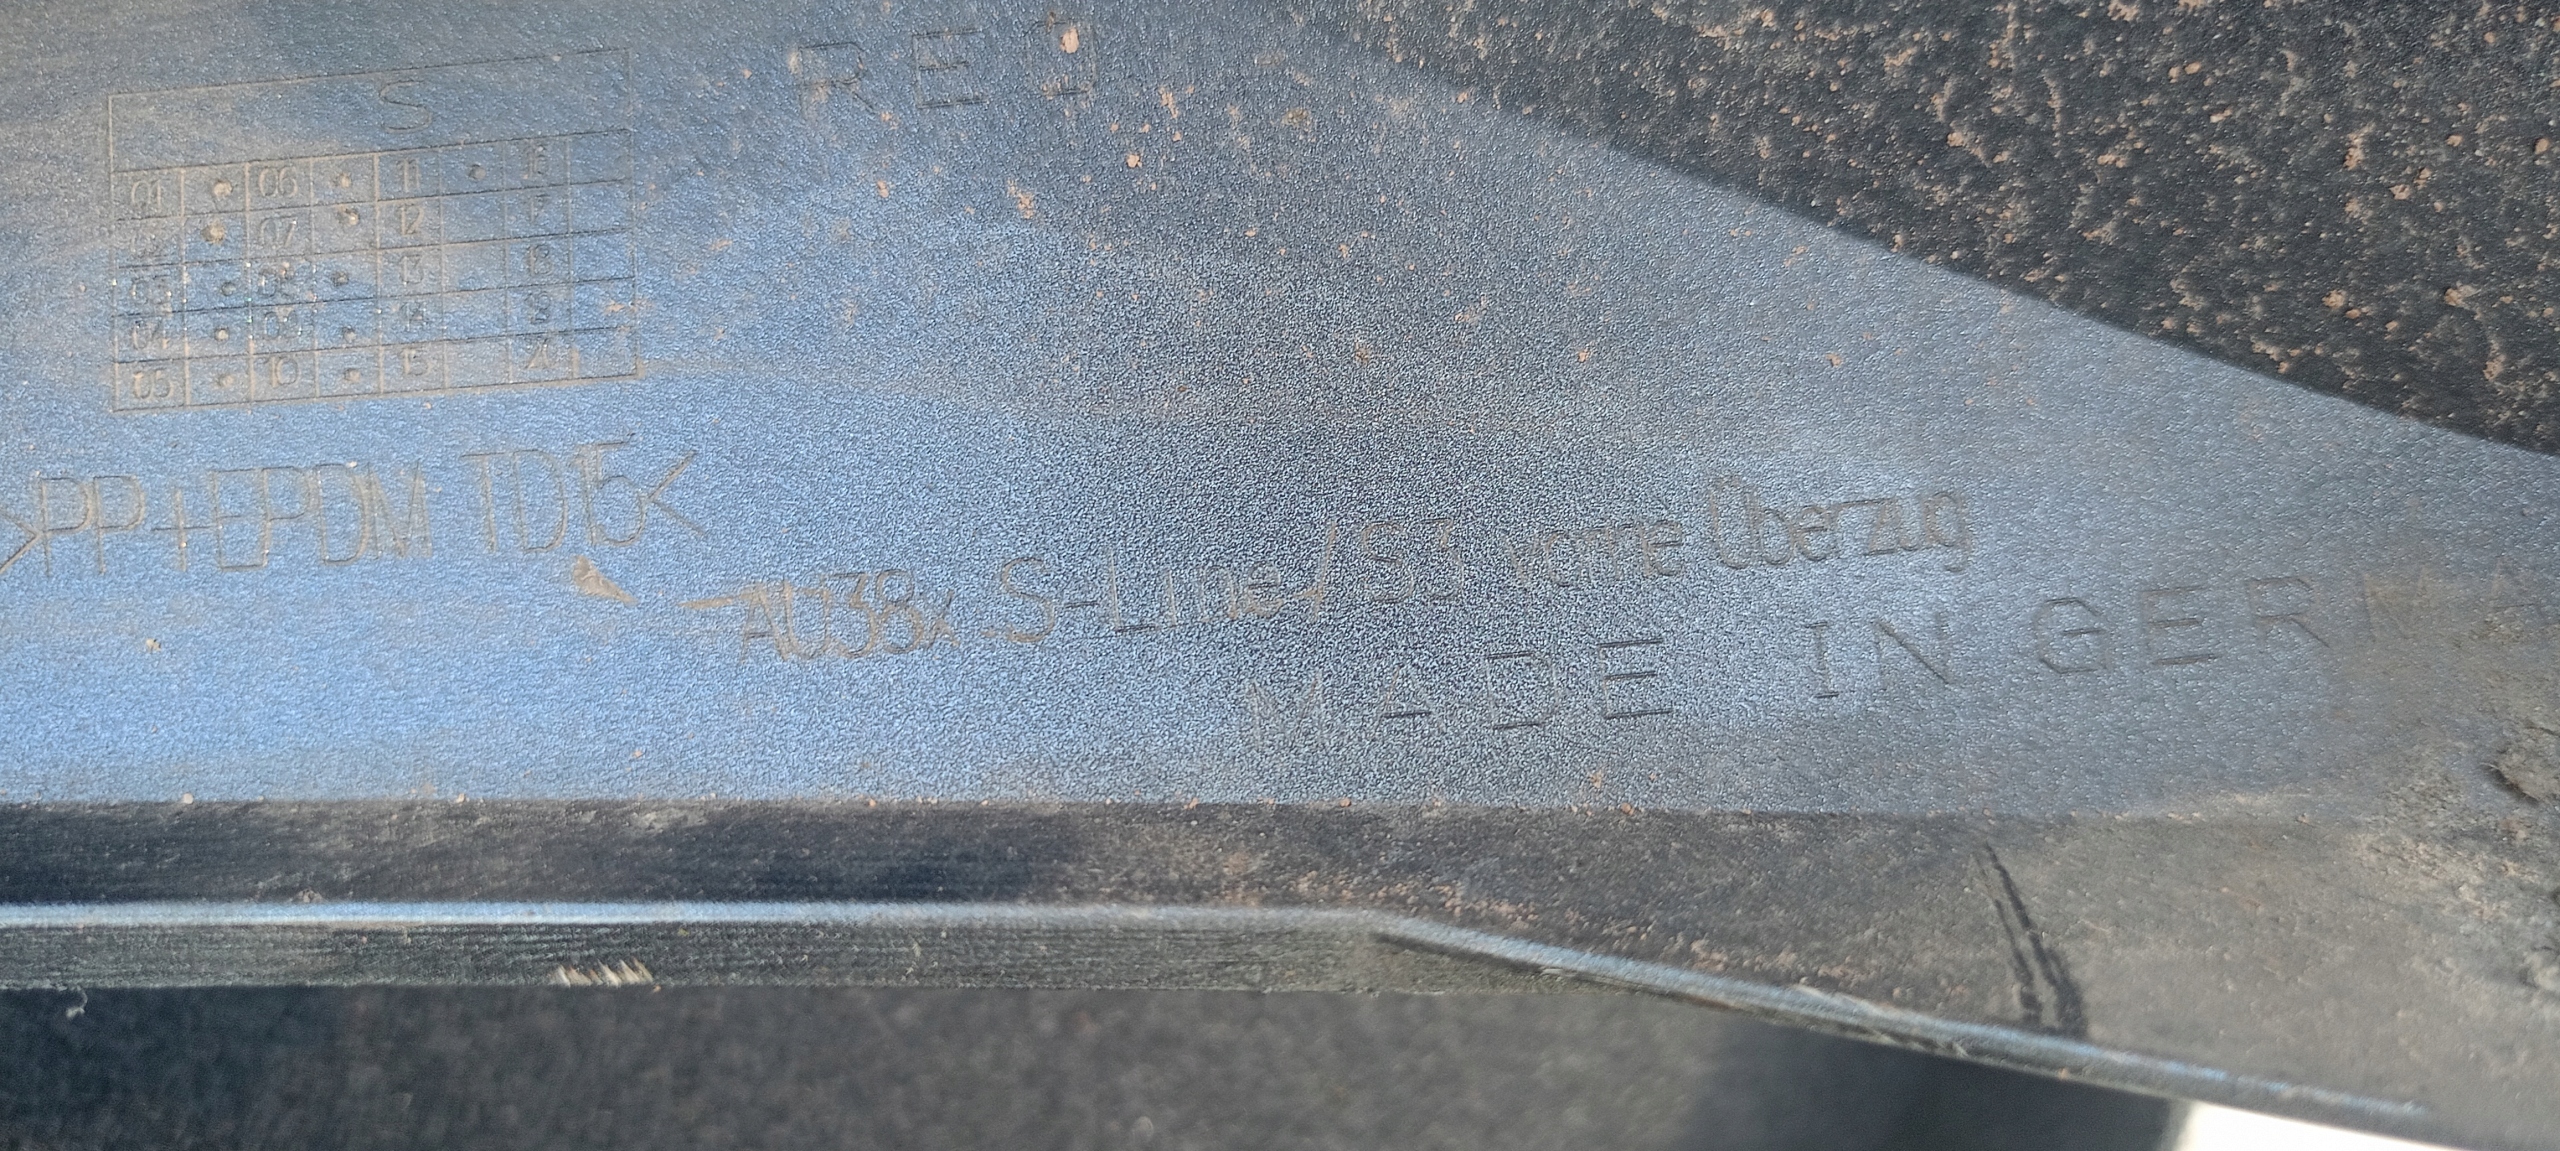 S
01 06 11 16
02 07 12 17
03 08 13 18
04 09 14 19
05 10 15 20
>PP+EPDM TD15<
AU38x S-Line/S3 vorne Überzug
MADE IN GERMA